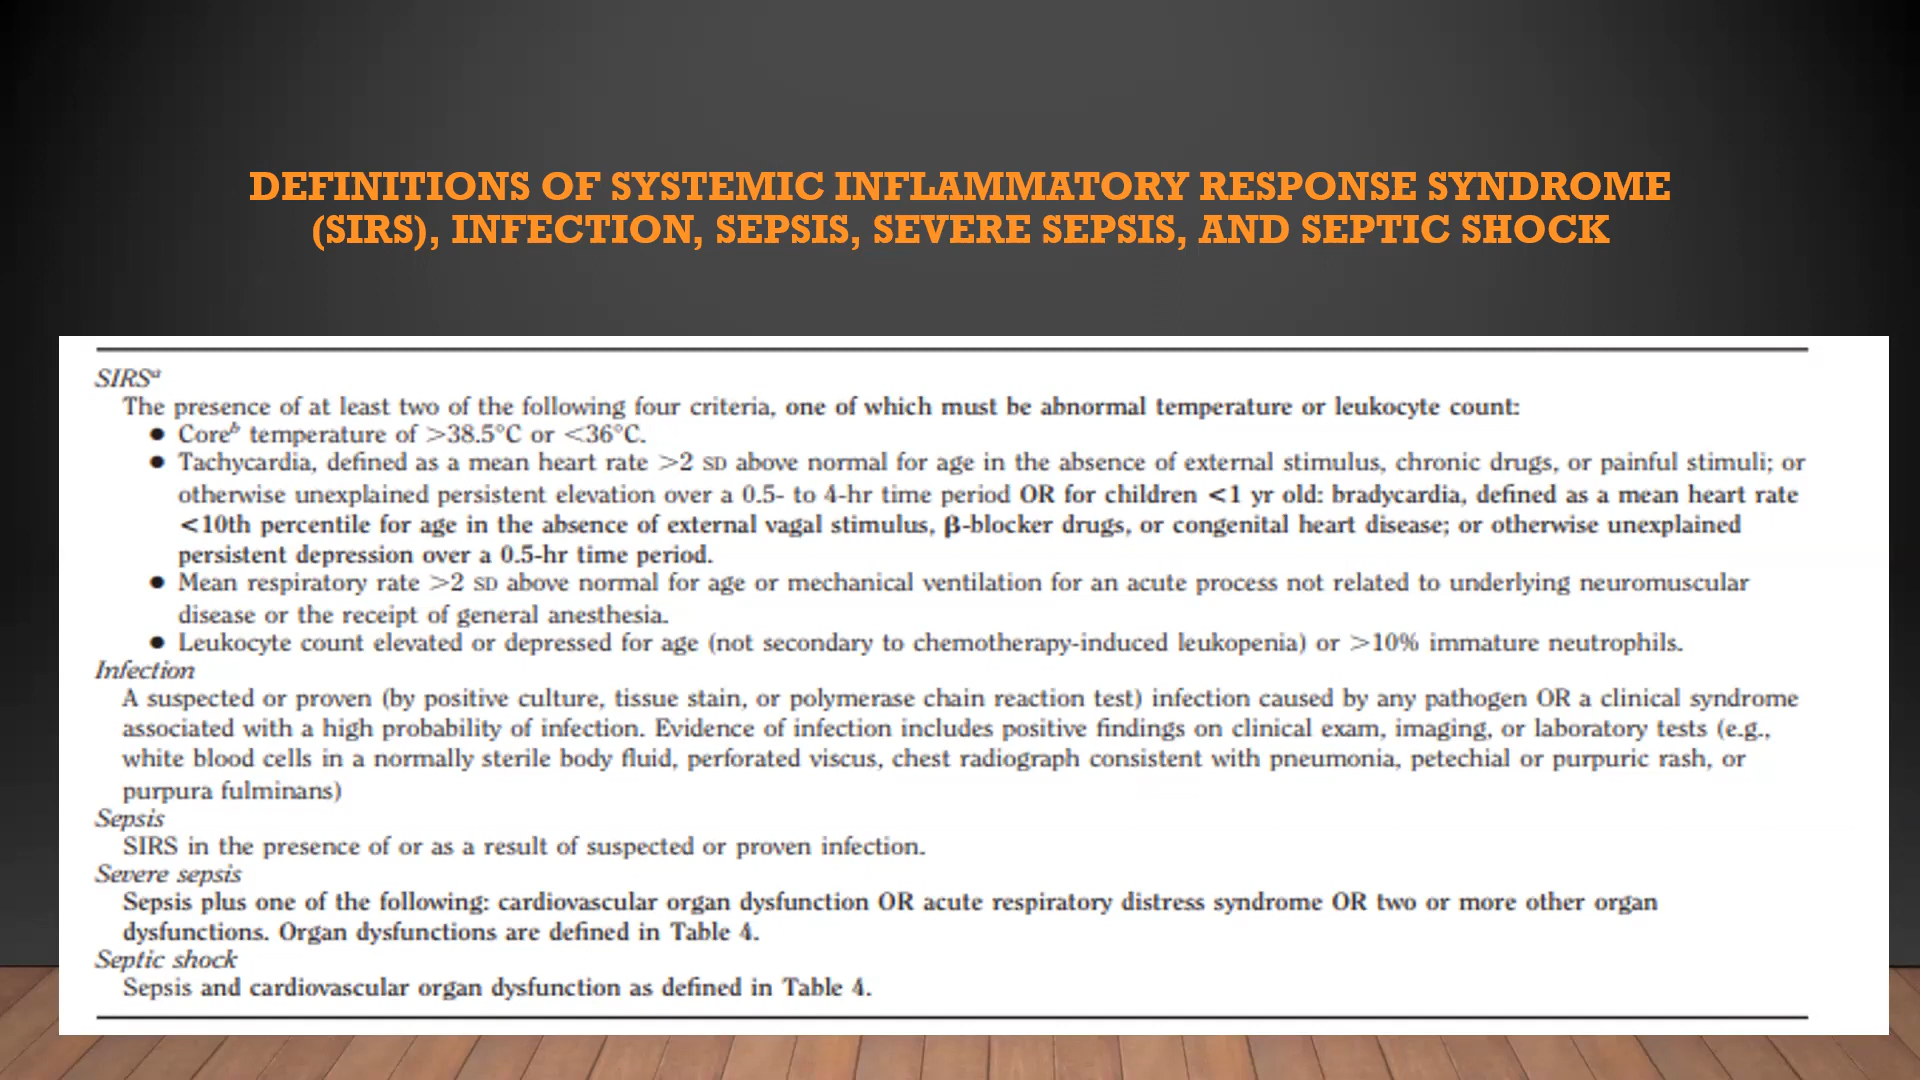 DEFINITIONS OF SYSTEMIC INFLAMMATORY RESPONSE SYNDROME
(SIRS), INFECTION, SEPSIS, SEVERE SEPSIS, AND SEPTIC SHOCK
SIRSᵃ
The presence of at least two of the following four criteria, one of which must be abnormal temperature or leukocyte count:
● Coreᵇ temperature of >38.5°C or <36°C.
● Tachycardia, defined as a mean heart rate >2 SD above normal for age in the absence of external stimulus, chronic drugs, or painful stimuli; or
otherwise unexplained persistent elevation over a 0.5- to 4-hr time period OR for children <1 yr old: bradycardia, defined as a mean heart rate
<10th percentile for age in the absence of external vagal stimulus, β-blocker drugs, or congenital heart disease; or otherwise unexplained
persistent depression over a 0.5-hr time period.
● Mean respiratory rate >2 SD above normal for age or mechanical ventilation for an acute process not related to underlying neuromuscular
disease or the receipt of general anesthesia.
● Leukocyte count elevated or depressed for age (not secondary to chemotherapy-induced leukopenia) or >10% immature neutrophils.
Infection
A suspected or proven (by positive culture, tissue stain, or polymerase chain reaction test) infection caused by any pathogen OR a clinical syndrome
associated with a high probability of infection. Evidence of infection includes positive findings on clinical exam, imaging, or laboratory tests (e.g.,
white blood cells in a normally sterile body fluid, perforated viscus, chest radiograph consistent with pneumonia, petechial or purpuric rash, or
purpura fulminans)
Sepsis
SIRS in the presence of or as a result of suspected or proven infection.
Severe sepsis
Sepsis plus one of the following: cardiovascular organ dysfunction OR acute respiratory distress syndrome OR two or more other organ
dysfunctions. Organ dysfunctions are defined in Table 4.
Septic shock
Sepsis and cardiovascular organ dysfunction as defined in Table 4.